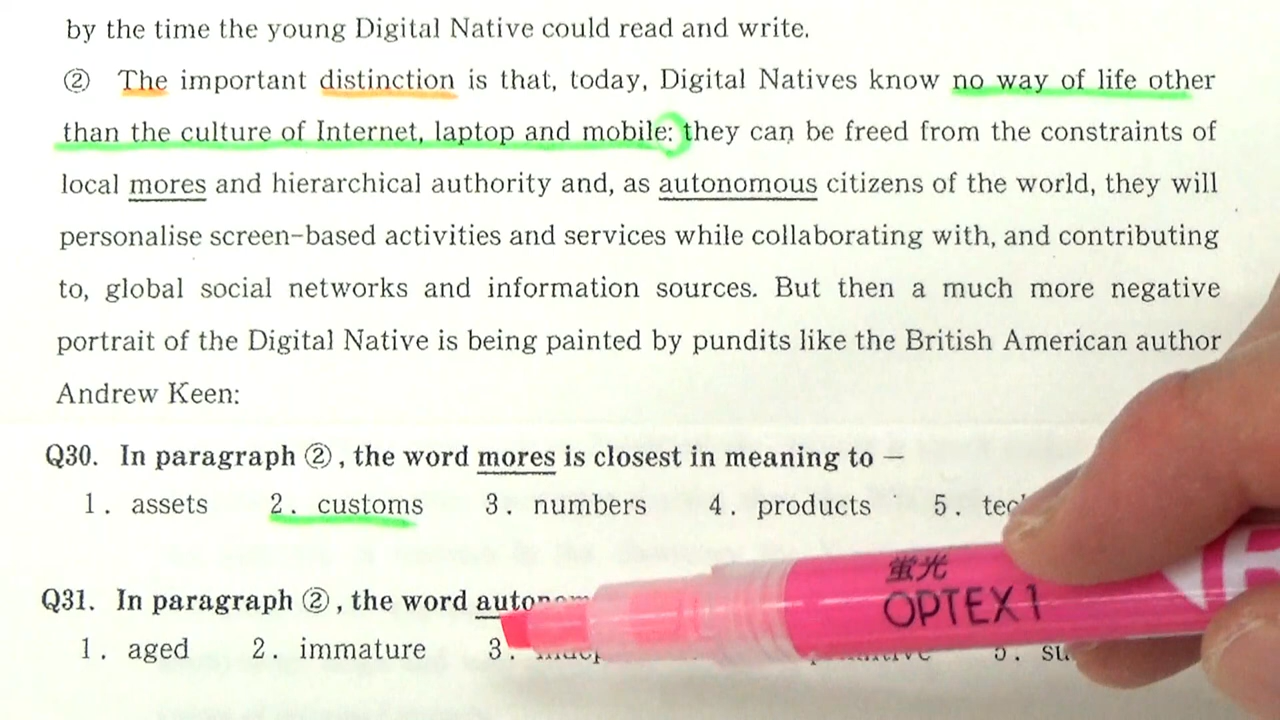 by the time the young Digital Native could read and write.
② The important distinction is that, today, Digital Natives know no way of life other
than the culture of Internet, laptop and mobile: they can be freed from the constraints of
local mores and hierarchical authority and, as autonomous citizens of the world, they will
personalise screen-based activities and services while collaborating with, and contributing
to, global social networks and information sources. But then a much more negative
portrait of the Digital Native is being painted by pundits like the British American author
Andrew Keen:
Q30. In paragraph ②, the word mores is closest in meaning to —
1. assets 2. customs 3. numbers 4. products 5.
Q31. In paragraph ②, the word
1. aged 2. immature 3. 5.
蛍光
OPTEX 1